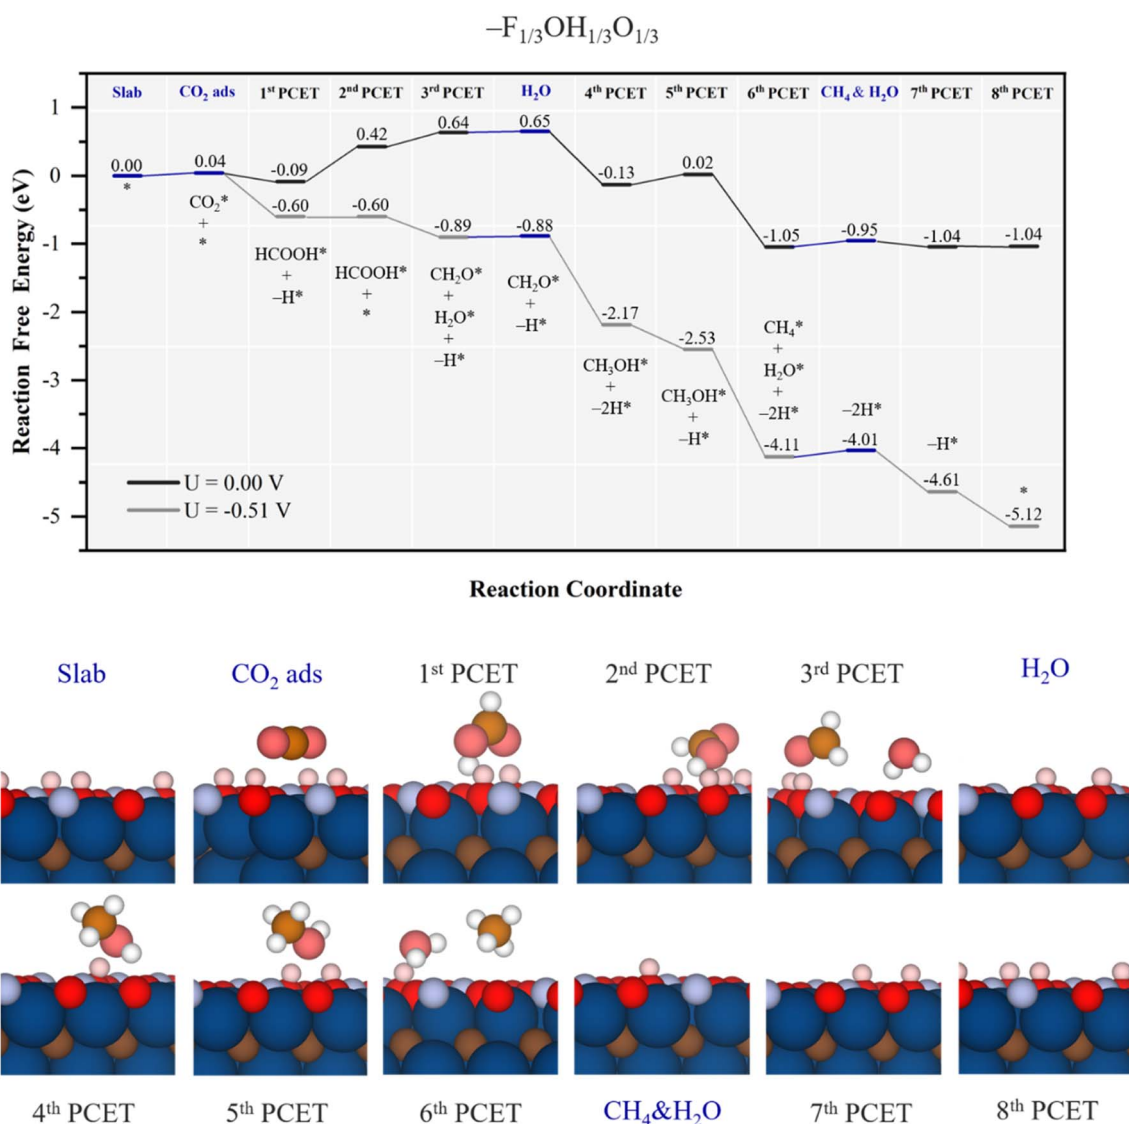 –F1/3OH1/3O1/3
Slab CO2 ads 1st PCET 2nd PCET 3rd PCET H2O 4th PCET 5th PCET 6th PCET CH4 & H2O 7th PCET 8th PCET
Reaction Free Energy (eV)
1
0
-1
-2
-3
-4
-5
0.00 0.04 -0.09 0.42 0.64 0.65 -0.13 0.02 -1.05 -0.95 -1.04 -1.04
-0.60 -0.60 -0.89 -0.88 -2.17 -2.53 -4.11 -4.01 -4.61 -5.12
*
CO2*
+
*
HCOOH*
+
–H*
HCOOH*
+
*
CH2O*
+
H2O*
+
–H*
CH2O*
+
–H*
CH3OH*
+
–2H*
CH3OH*
+
–H*
CH4*
+
H2O*
+
–2H*
–2H*
–H*
*
U = 0.00 V
U = -0.51 V
Reaction Coordinate
Slab CO2 ads 1st PCET 2nd PCET 3rd PCET H2O
4th PCET 5th PCET 6th PCET CH4&H2O 7th PCET 8th PCET